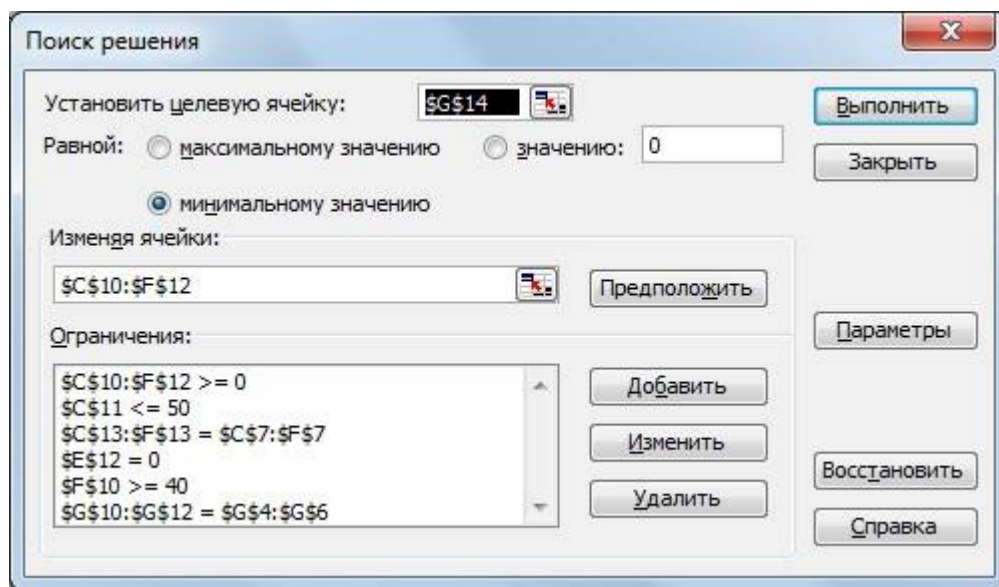 Поиск решения
Установить целевую ячейку: $G$14
Выполнить
Равной: максимальному значению значению: 0
Закрыть
минимальному значению
Изменяя ячейки:
$C$10:$F$12
Предположить
Ограничения:
Параметры
$C$10:$F$12 >= 0
$C$11 <= 50
$C$13:$F$13 = $C$7:$F$7
$E$12 = 0
$F$10 >= 40
$G$10:$G$12 = $G$4:$G$6
Добавить
Изменить
Удалить
Восстановить
Справка